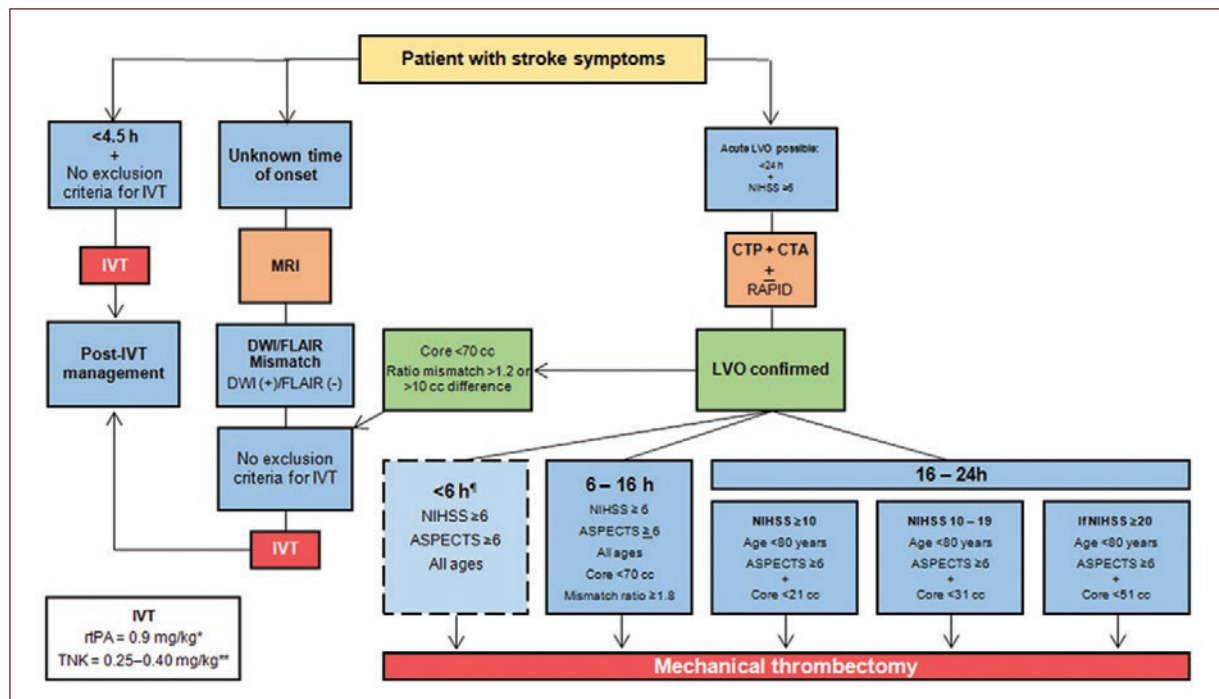 Patient with stroke symptoms
<4.5 h
+
No exclusion
criteria for IVT
IVT
Post-IVT
management
Unknown time
of onset
MRI
DWI/FLAIR
Mismatch
DWI (+)/FLAIR (-)
No exclusion
criteria for IVT
IVT
Acute LVO possible:
<24 h
+
NIHSS ≥6
CTP + CTA
+
RAPID
LVO confirmed
Core <70 cc
Ratio mismatch >1.2 or
>10 cc difference
<6 h¶
NIHSS ≥6
ASPECTS ≥6
All ages
6 – 16 h
NIHSS ≥ 6
ASPECTS ≥ 6
All ages
Core <70 cc
Mismatch ratio ≥1.8
16 – 24h
NIHSS ≥10
Age <80 years
ASPECTS ≥6
+
Core <21 cc
NIHSS 10 – 19
Age <80 years
ASPECTS ≥6
+
Core <31 cc
If NIHSS ≥20
Age <80 years
ASPECTS ≥6
+
Core <51 cc
Mechanical thrombectomy
IVT
rtPA = 0.9 mg/kg*
TNK = 0.25–0.40 mg/kg**